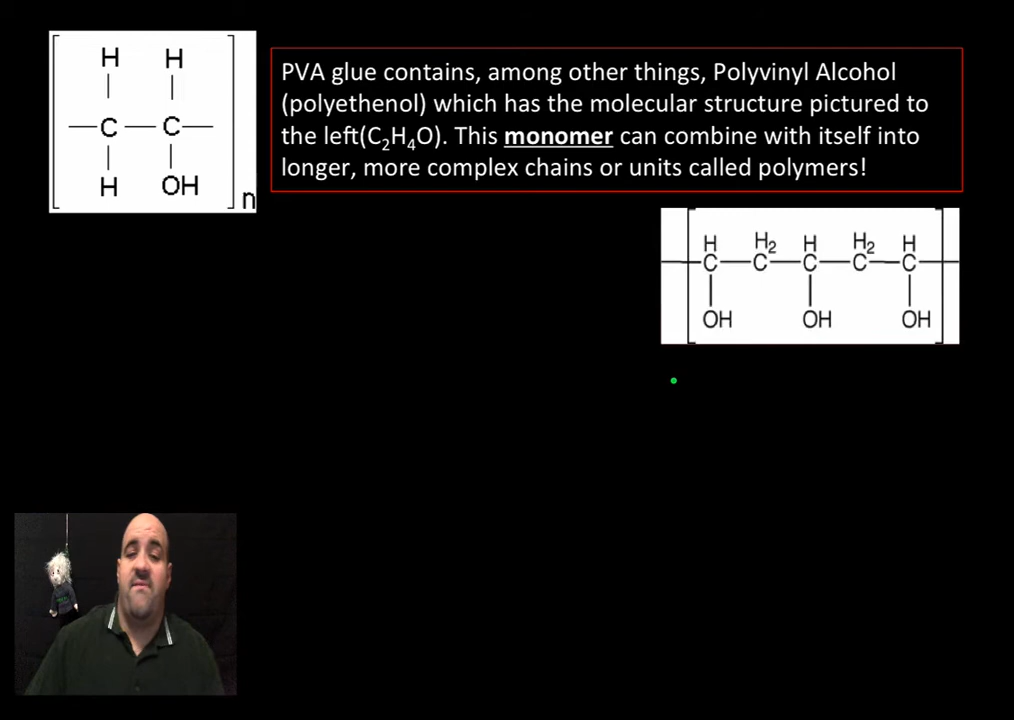 H H
C C
H OH
n
PVA glue contains, among other things, Polyvinyl Alcohol
(polyethenol) which has the molecular structure pictured to
the left(C₂H₄O). This monomer can combine with itself into
longer, more complex chains or units called polymers!
H H₂ H H₂ H
C C C C C
OH OH OH